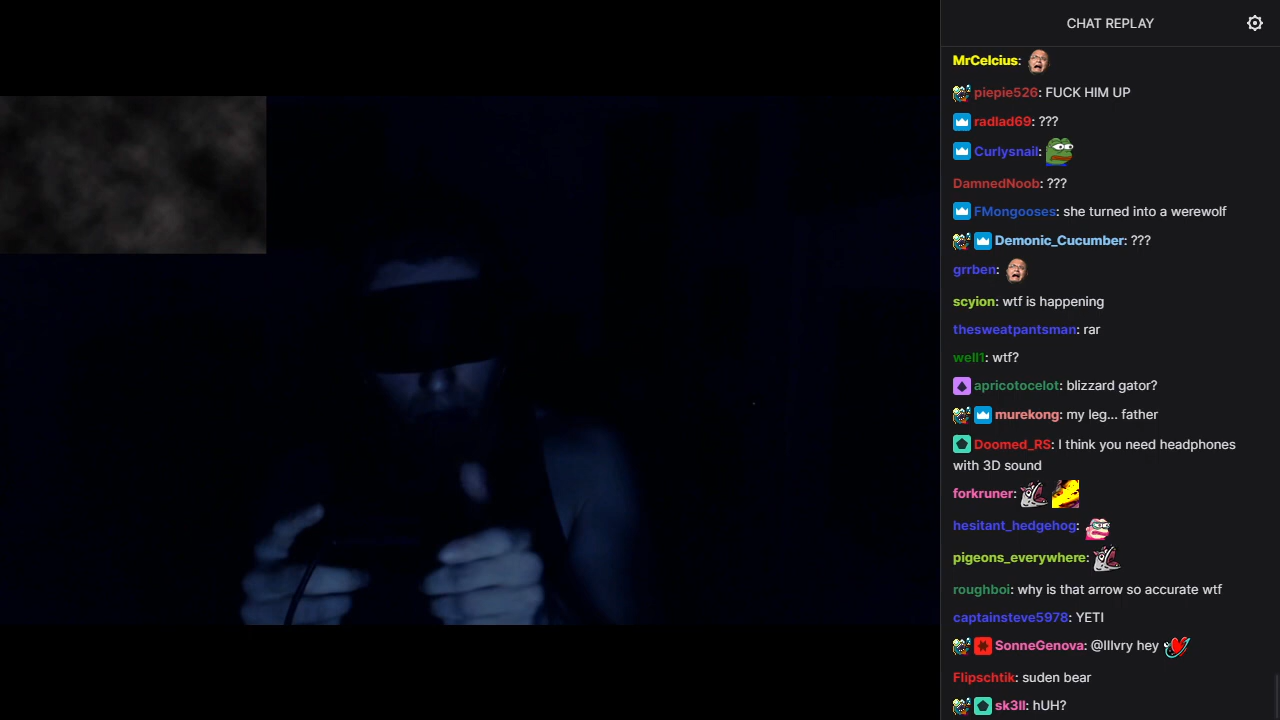 CHAT REPLAY
MrCelcius:
piepie526: FUCK HIM UP
radlad69: ???
Curlysnail:
DamnedNoob: ???
FMongooses: she turned into a werewolf
Demonic_Cucumber: ???
grrben:
scyion: wtf is happening
thesweatpantsman: rar
well1: wtf?
apricotocelot: blizzard gator?
murekong: my leg... father
Doomed_RS: I think you need headphones
with 3D sound
forkruner:
hesitant_hedgehog:
pigeons_everywhere:
roughboi: why is that arrow so accurate wtf
captainsteve5978: YETI
SonneGenova: @lllvry hey
Flipschtik: suden bear
sk3ll: hUH?